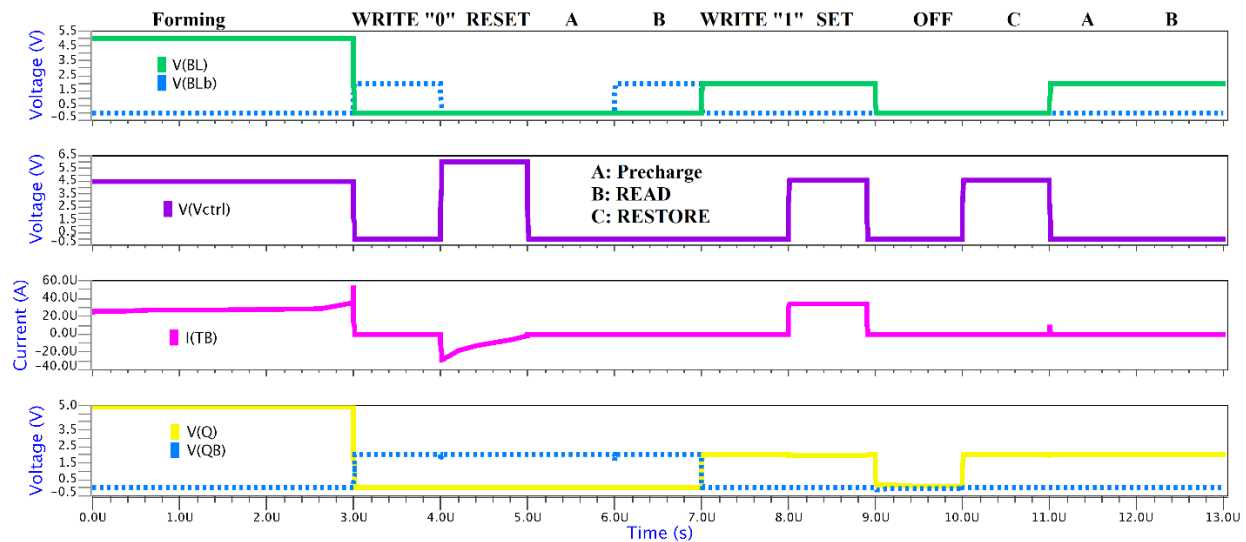 Forming WRITE "0" RESET A B WRITE "1" SET OFF C A B
Voltage (V)
5.5
4.5
3.5
2.5
1.5
0.5
−0.5
V(BL)
V(BLb)
Voltage (V)
6.5
5.5
4.5
3.5
2.5
1.5
0.5
−0.5
V(Vctrl)
A: Precharge
B: READ
C: RESTORE
Current (A)
60.0U
40.0U
20.0U
0.0U
−20.0U
−40.0U
I(TB)
Voltage (V)
5.0
2.5
1.5
0.5
−0.5
V(Q)
V(QB)
0.0U 1.0U 2.0U 3.0U 4.0U 5.0U 6.0U 7.0U 8.0U 9.0U 10.0U 11.0U 12.0U 13.0U
Time (s)